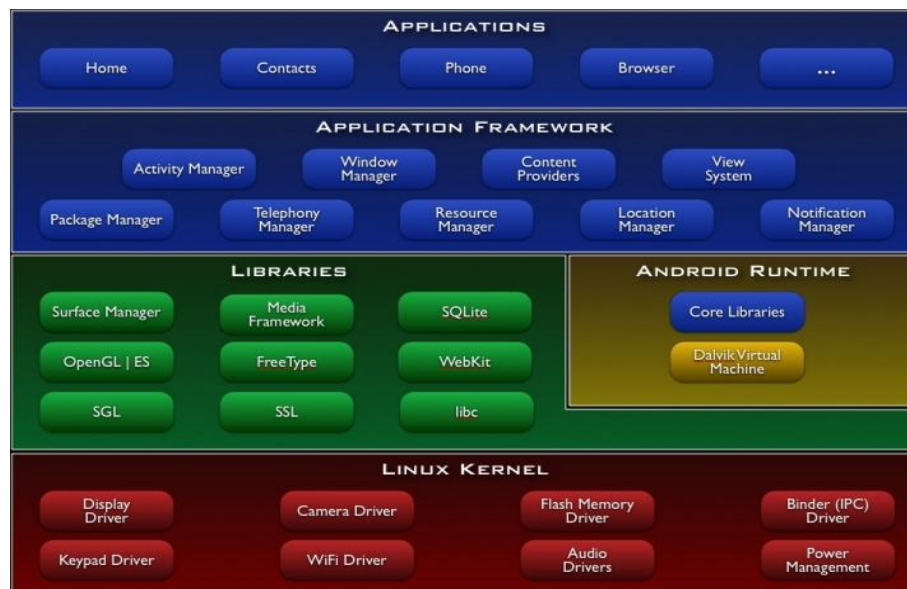 APPLICATIONS
Home
Contacts
Phone
Browser
...
APPLICATION FRAMEWORK
Activity Manager
Window
Manager
Content
Providers
View
System
Package Manager
Telephony
Manager
Resource
Manager
Location
Manager
Notification
Manager
LIBRARIES
Surface Manager
Media
Framework
SQLite
OpenGL | ES
FreeType
WebKit
SGL
SSL
libc
ANDROID RUNTIME
Core Libraries
Dalvik Virtual
Machine
LINUX KERNEL
Display
Driver
Camera Driver
Flash Memory
Driver
Binder (IPC)
Driver
Keypad Driver
WiFi Driver
Audio
Drivers
Power
Management